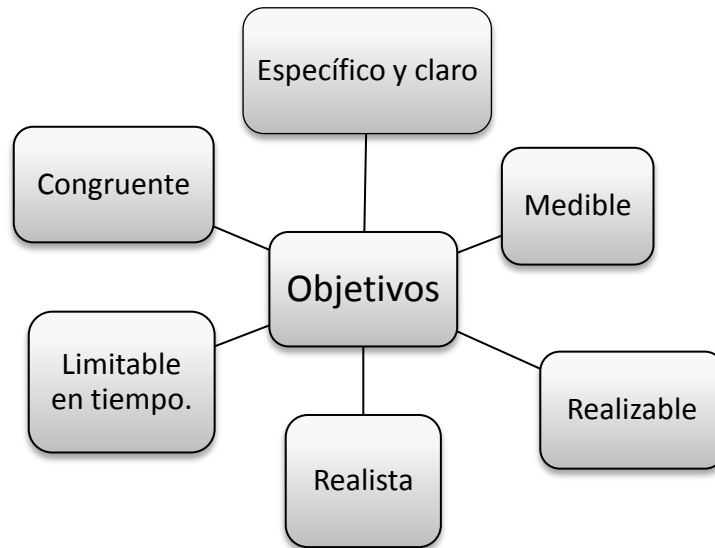 Específico y claro
Congruente
Medible
Objetivos
Limitable
en tiempo.
Realizable
Realista